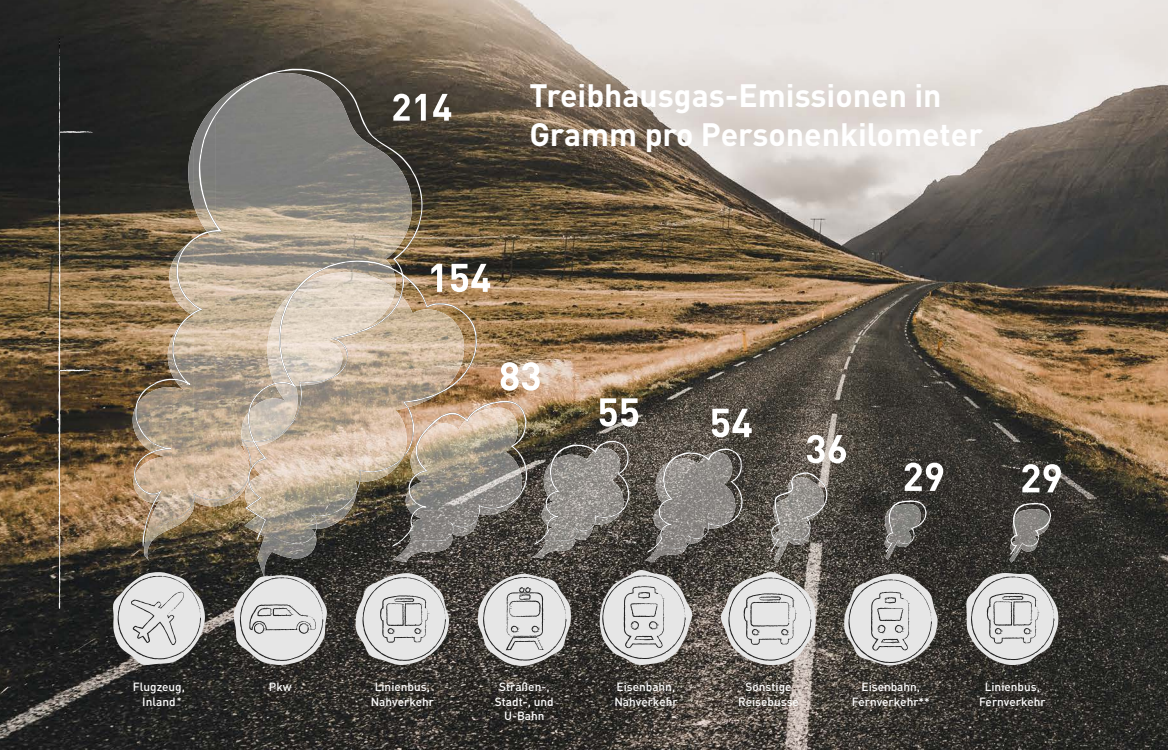 Treibhausgas-Emissionen in
Gramm pro Personenkilometer
214
154
83
55
54
36
29
29
Flugzeug,
Inland*
Pkw
Linienbus,
Nahverkehr
Straßen-,
Stadt-, und
U-Bahn
Eisenbahn,
Nahverkehr
Sonstige
Reisebusse
Eisenbahn,
Fernverkehr**
Linienbus,
Fernverkehr